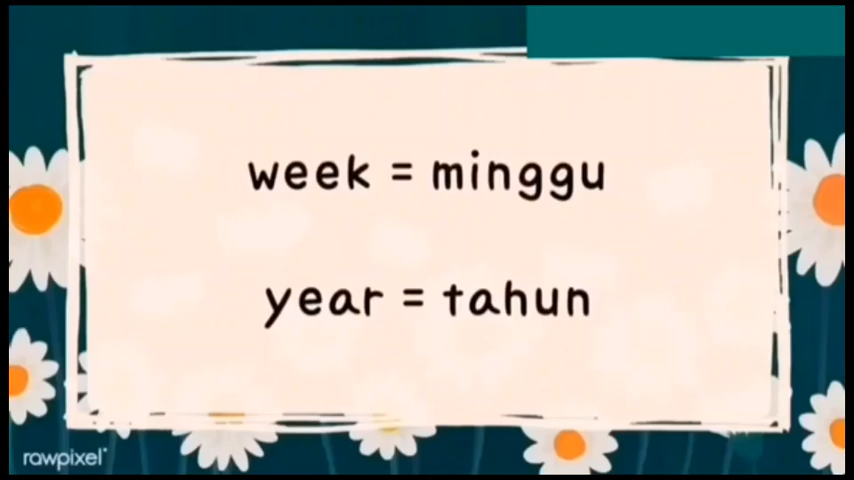 week = minggu
year = tahun
rawpixel